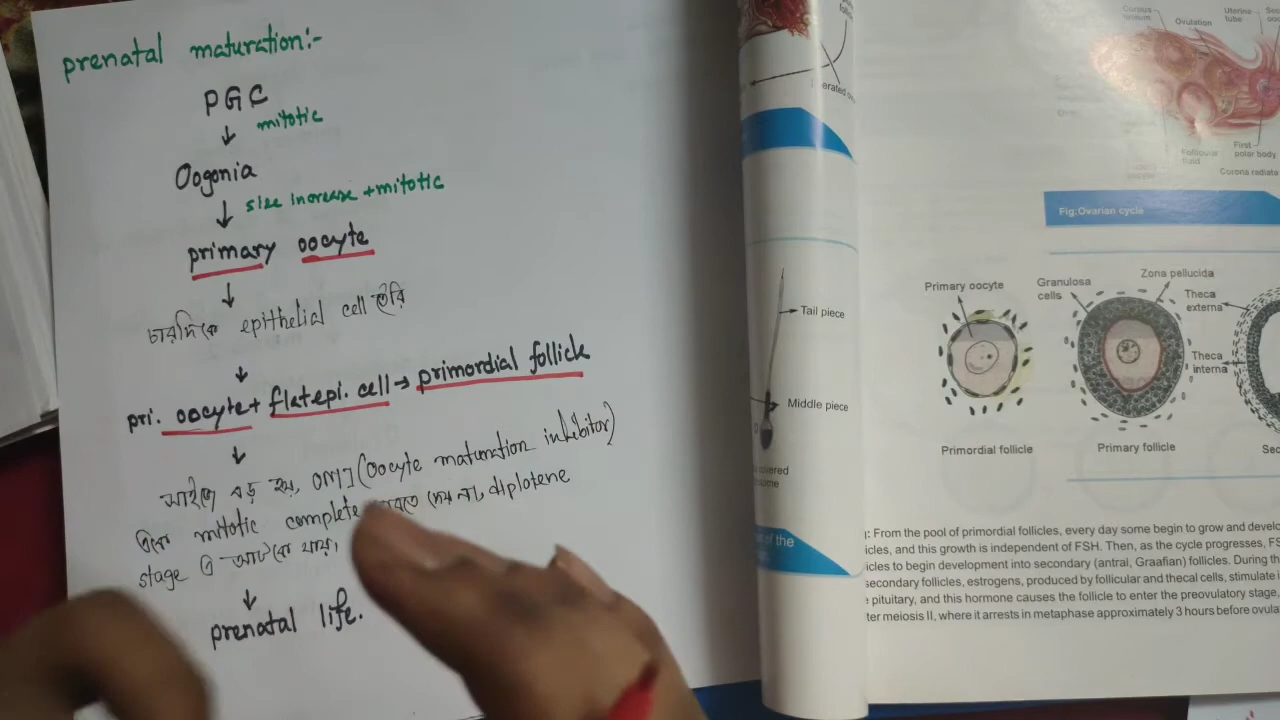 prenatal maturation:-
PGC
↓ mitotic
Oogonia
↓ size increase + mitotic
primary oocyte
↓
চারদিকে epithelial cell তৈরি
↓
pri. oocyte + flat epi. cell → primordial follicle
↓
সাইজে বড় হয়, OMI (oocyte maturation inhibitor)
mitotic complete দেয় না, diplotene
stage এ আটকে যায়,
↓
prenatal life.
Tail piece
Middle piece
Ovulation
Uterine
tube
Follicular
fluid
First
polar body
Corona radiata
Fig: Ovarian cycle
Primary oocyte
Granulosa
cells
Zona pellucida
Theca
externa
Theca
interna
Primordial follicle
Primary follicle
Sec
of the
: From the pool of primordial follicles, every day some begin to grow and develo
icles, and this growth is independent of FSH. Then, as the cycle progresses, FS
icles to begin development into secondary (antral, Graafian) follicles. During th
secondary follicles, estrogens, produced by follicular and thecal cells, stimulate
pituitary, and this hormone causes the follicle to enter the preovulatory stage,
ter meiosis II, where it arrests in metaphase approximately 3 hours before ovula